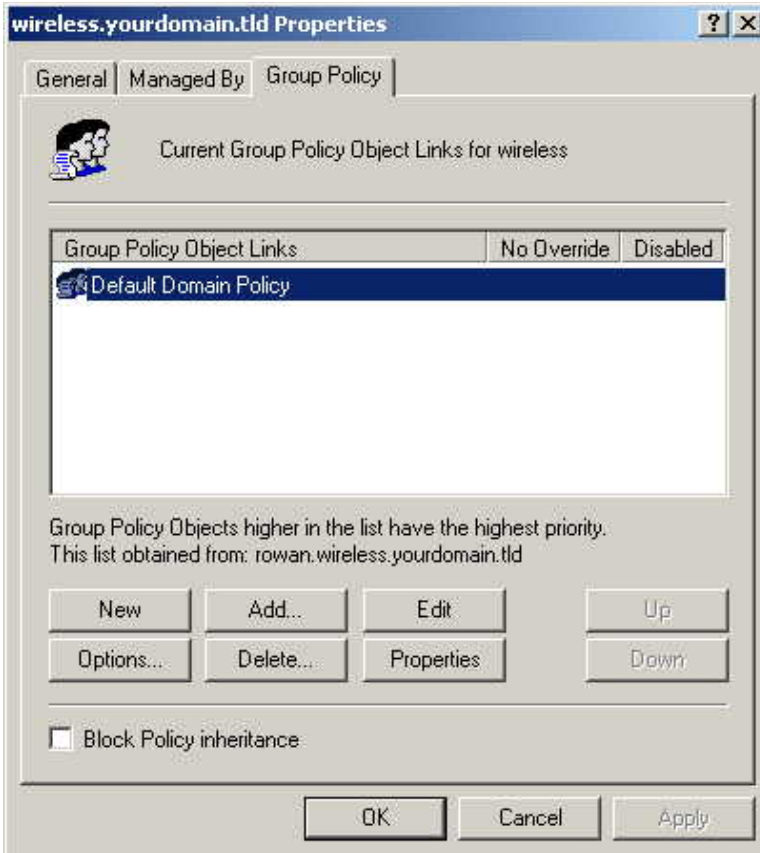 wireless.yourdomain.tld Properties
General Managed By Group Policy
Current Group Policy Object Links for wireless
Group Policy Object Links No Override Disabled
Default Domain Policy
Group Policy Objects higher in the list have the highest priority.
This list obtained from: rowan.wireless.yourdomain.tld
New Add... Edit Up
Options... Delete... Properties Down
Block Policy inheritance
OK Cancel Apply